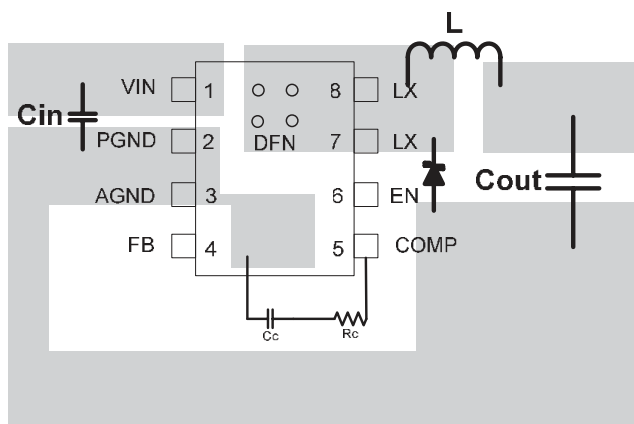 L
VIN 1 8 LX
Cin
PGND 2 DFN 7 LX
AGND 3 6 EN
Cout
FB 4 5 COMP
Cc Rc